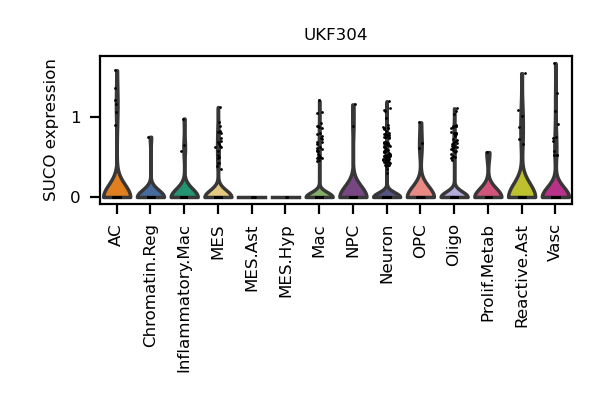 UKF304
SUCO expression
1
0
AC
Chromatin.Reg
Inflammatory.Mac
MES
MES.Ast
MES.Hyp
Mac
NPC
Neuron
OPC
Oligo
Prolif.Metab
Reactive.Ast
Vasc